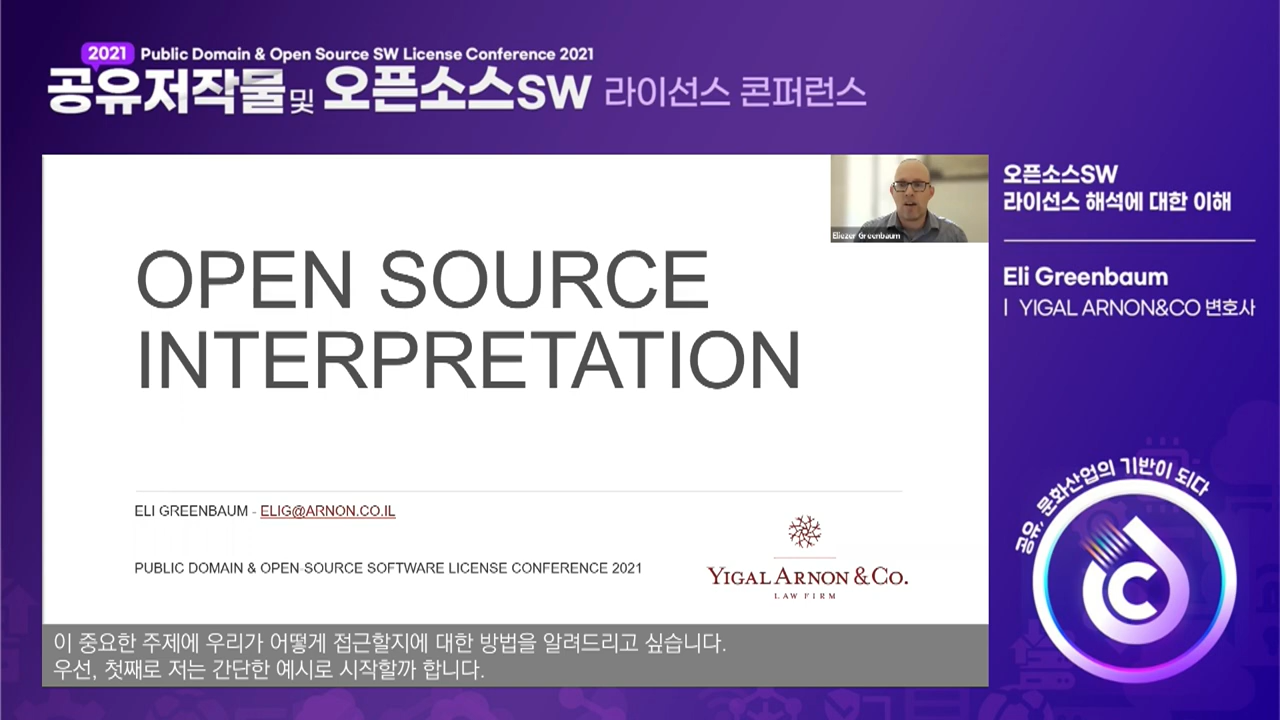 2021 Public Domain & Open Source SW License Conference 2021
공유저작물 및 오픈소스SW 라이선스 콘퍼런스
Eliezer Greenbaum
OPEN SOURCE
INTERPRETATION
ELI GREENBAUM - ELIG@ARNON.CO.IL
PUBLIC DOMAIN & OPEN SOURCE SOFTWARE LICENSE CONFERENCE 2021
YIGAL ARNON & CO.
LAW FIRM
오픈소스SW
라이선스 해석에 대한 이해
Eli Greenbaum
| YIGAL ARNON&CO 변호사
공유, 문화산업의 기반이 되다
이 중요한 주제에 우리가 어떻게 접근할지에 대한 방법을 알려드리고 싶습니다.
우선, 첫째로 저는 간단한 예시로 시작할까 합니다.